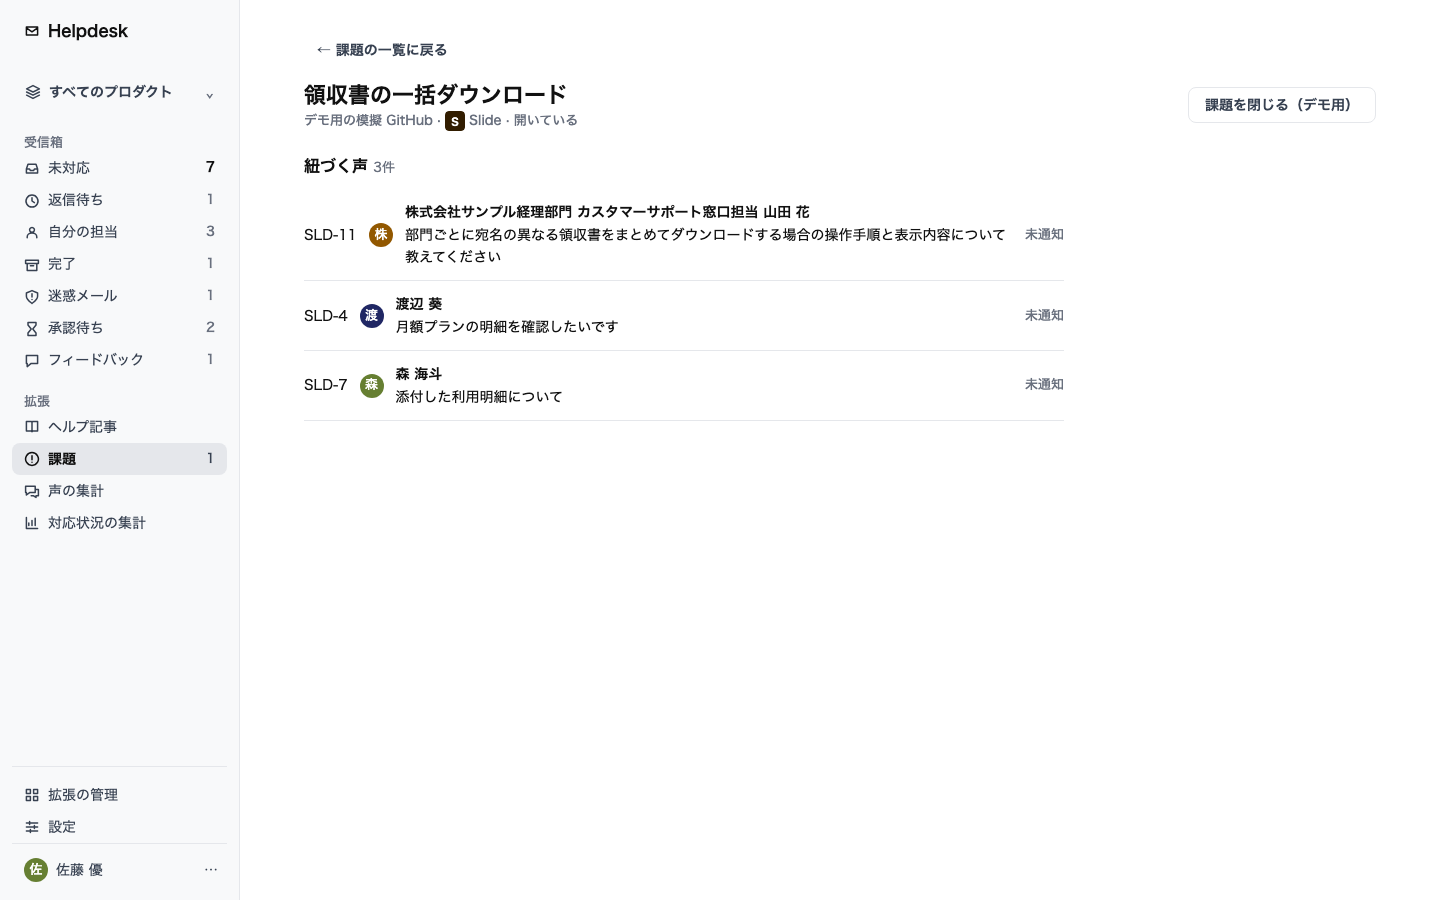 Helpdesk
すべてのプロダクト
受信箱
未対応 7
返信待ち 1
自分の担当 3
完了 1
迷惑メール 1
承認待ち 2
フィードバック 1
拡張
ヘルプ記事
課題 1
声の集計
対応状況の集計
拡張の管理
設定
佐 佐藤 優 …
← 課題の一覧に戻る
領収書の一括ダウンロード
課題を閉じる（デモ用）
デモ用の模擬 GitHub · S Slide · 開いている
紐づく声 3件
株式会社サンプル経理部門 カスタマーサポート窓口担当 山田 花
SLD-11 株 部門ごとに宛名の異なる領収書をまとめてダウンロードする場合の操作手順と表示内容について 未通知
教えてください
渡辺 葵
SLD-4 渡 未通知
月額プランの明細を確認したいです
森 海斗
SLD-7 森 未通知
添付した利用明細について